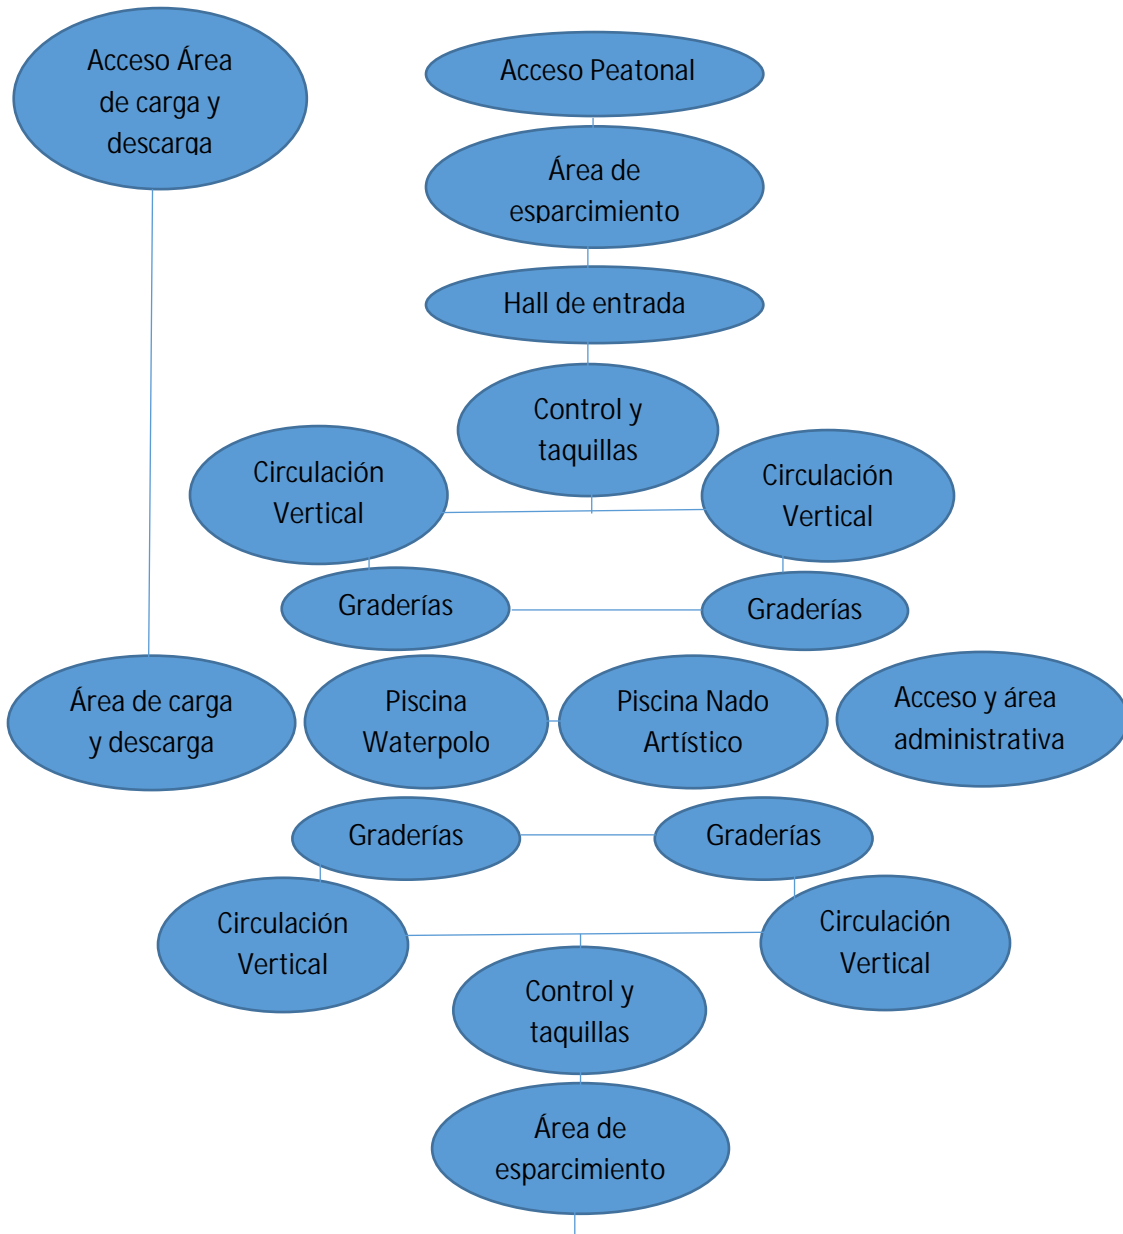 Acceso Área
de carga y
descarga
Acceso Peatonal
Área de
esparcimiento
Hall de entrada
Control y
taquillas
Circulación
Vertical
Circulación
Vertical
Graderías
Graderías
Área de carga
y descarga
Piscina
Waterpolo
Piscina Nado
Artístico
Acceso y área
administrativa
Graderías
Graderías
Circulación
Vertical
Circulación
Vertical
Control y
taquillas
Área de
esparcimiento